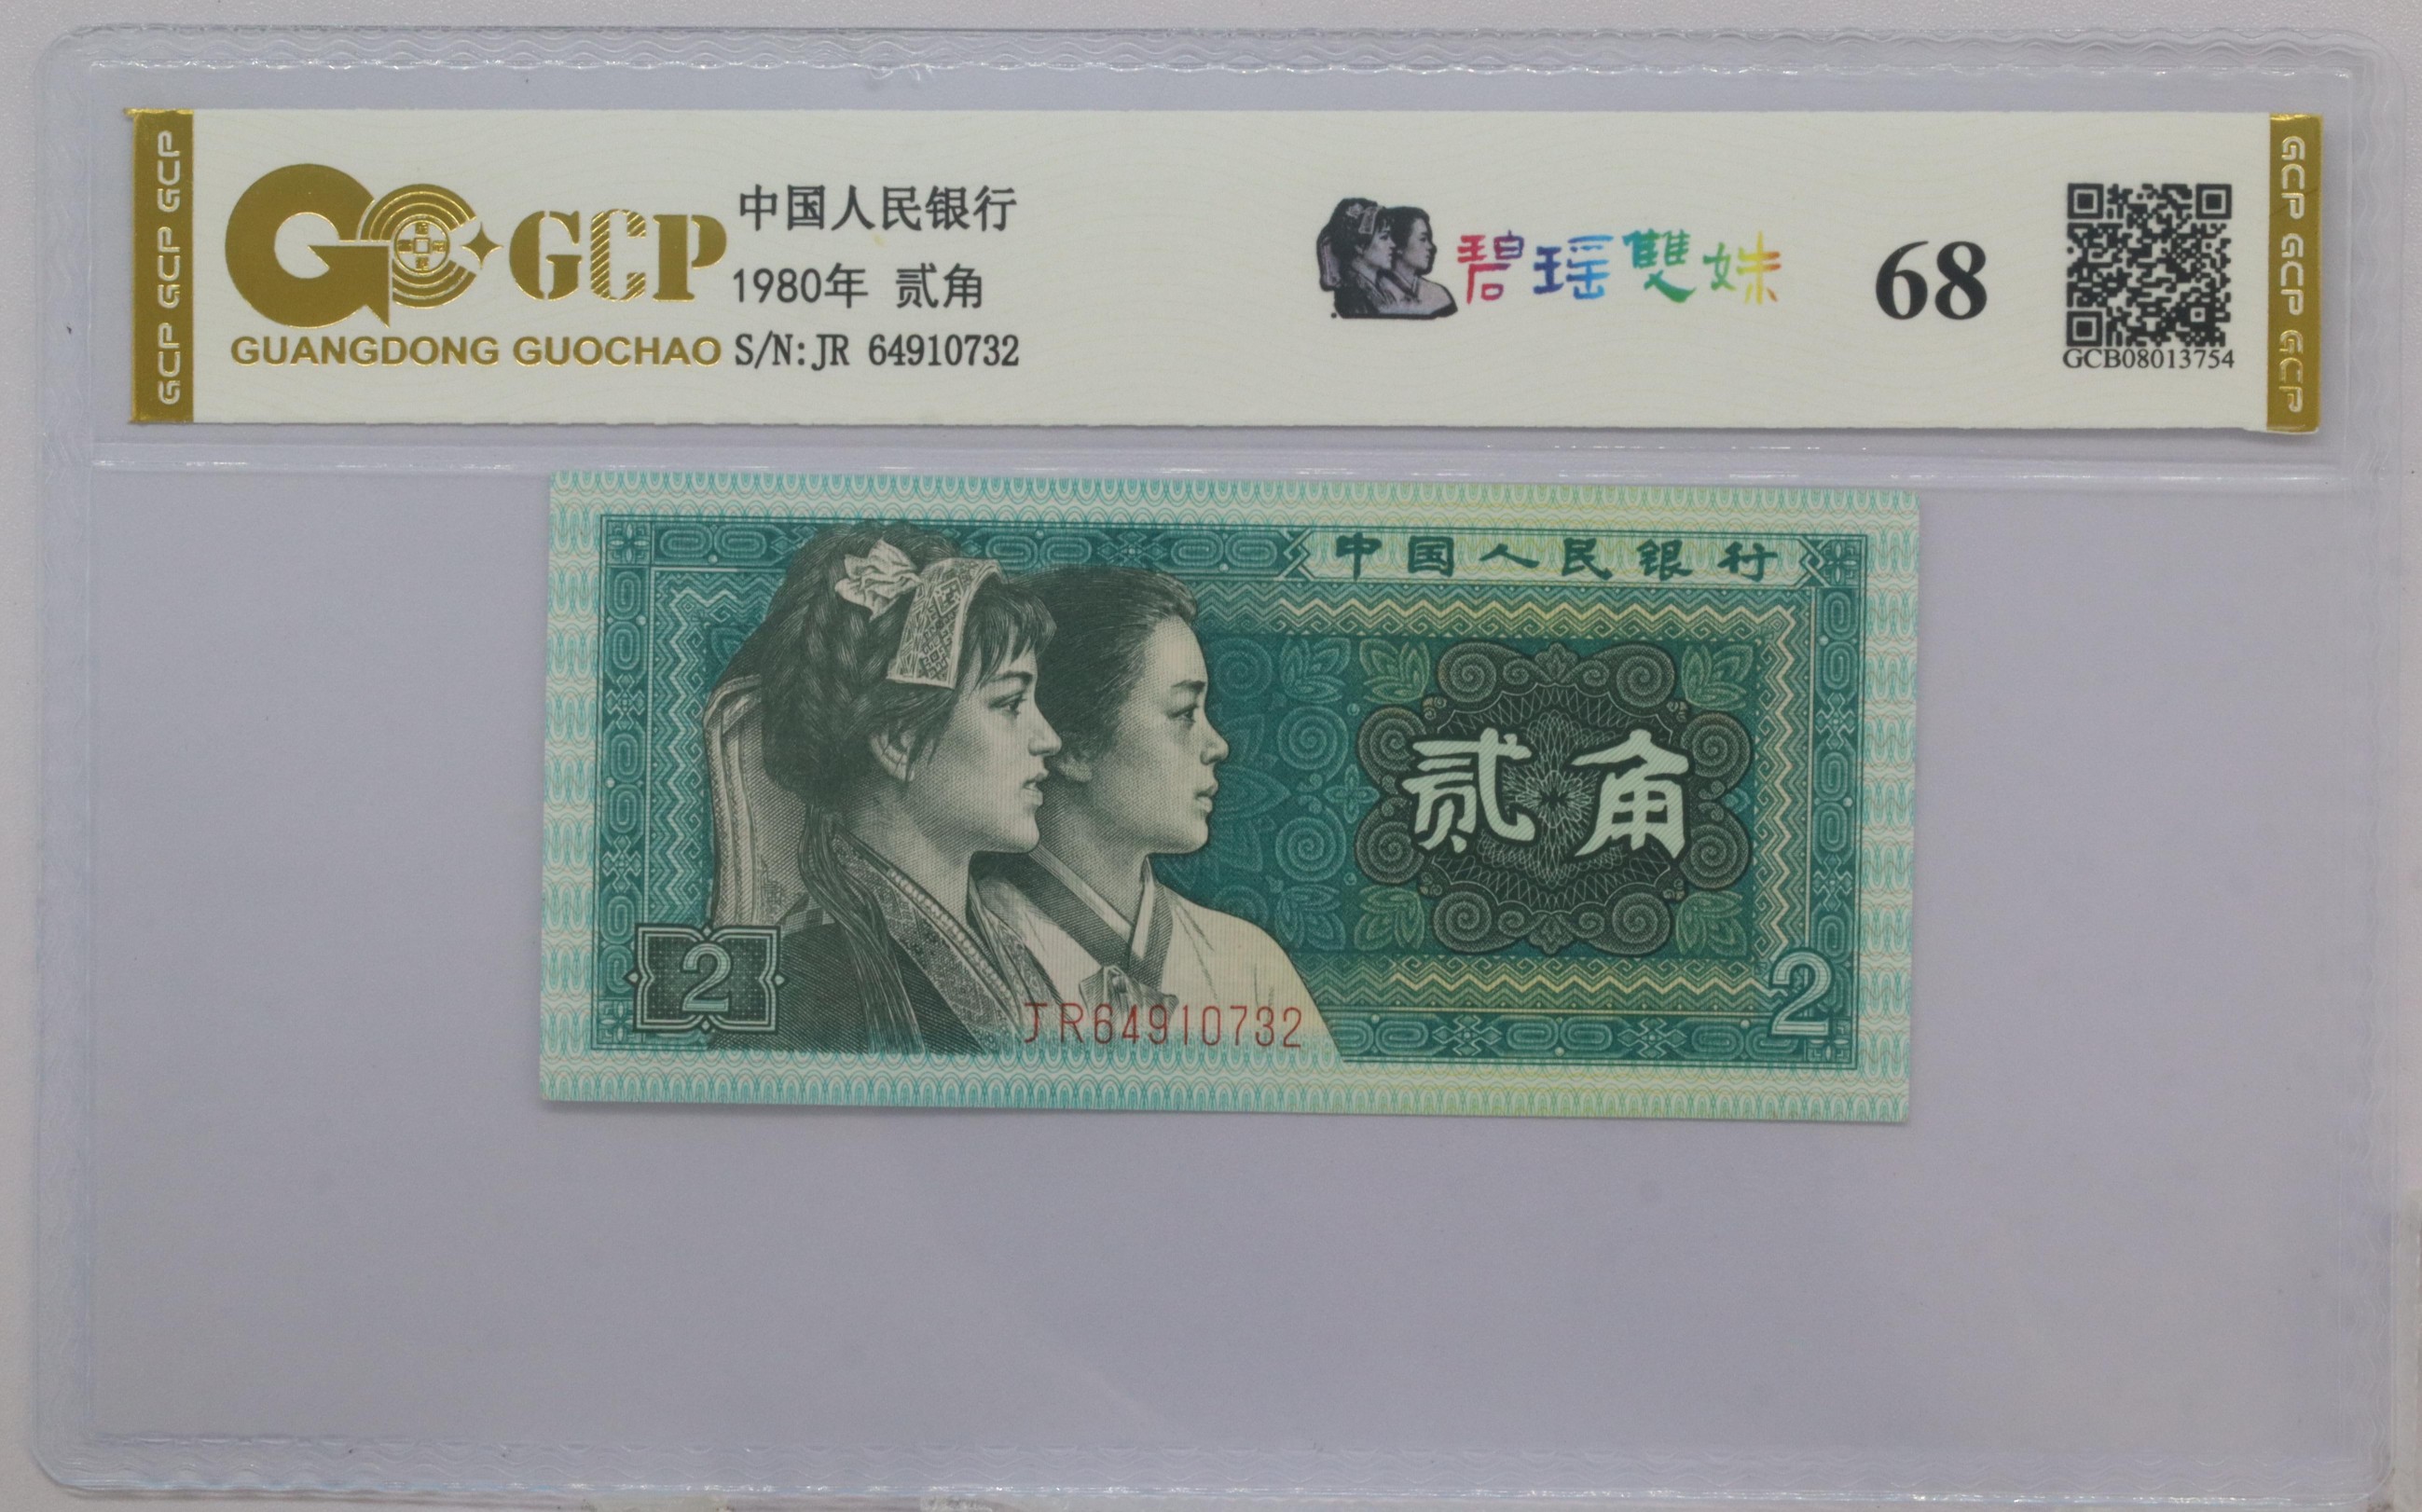 GCP GCP GCP
GCP
GUANGDONG GUOCHAO
中国人民银行
1980年 贰角
S/N: JR 64910732
碧瑶雙姝
68
GCB08013754
GCP GCP GCP
中国人民银行
贰角
2
JR64910732
2